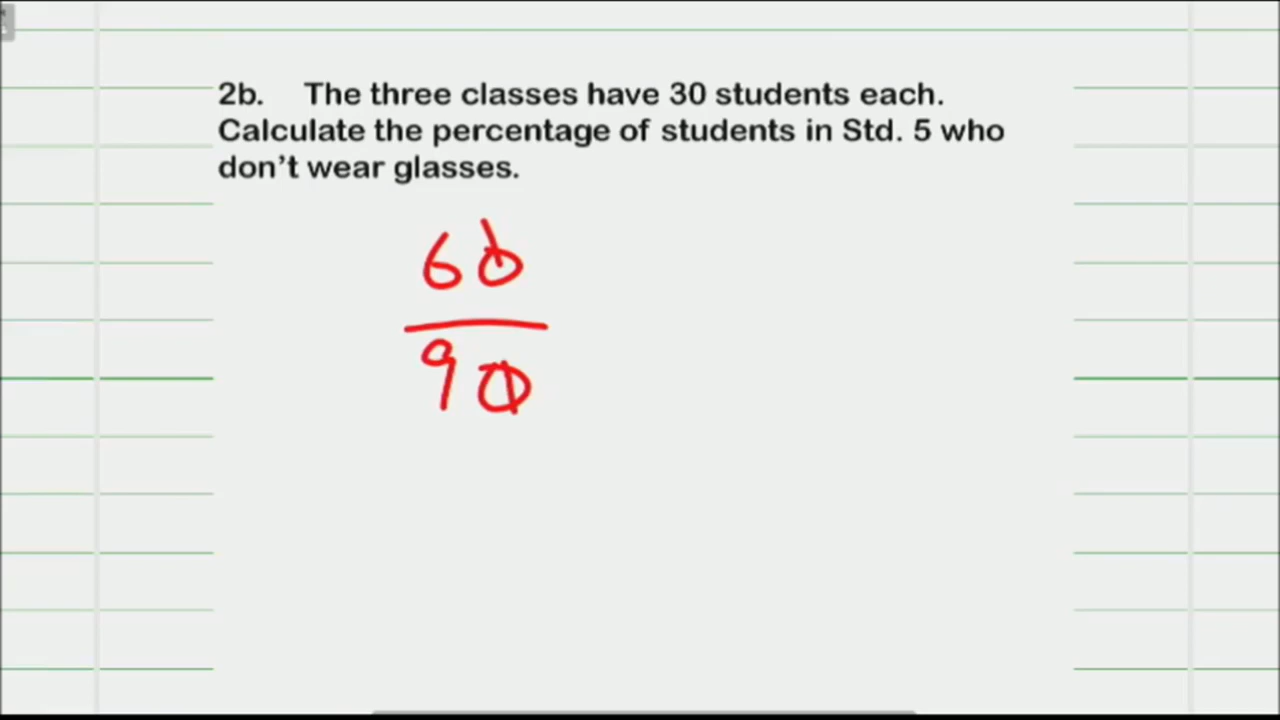 2b. The three classes have 30 students each.
Calculate the percentage of students in Std. 5 who
don't wear glasses.
60
90